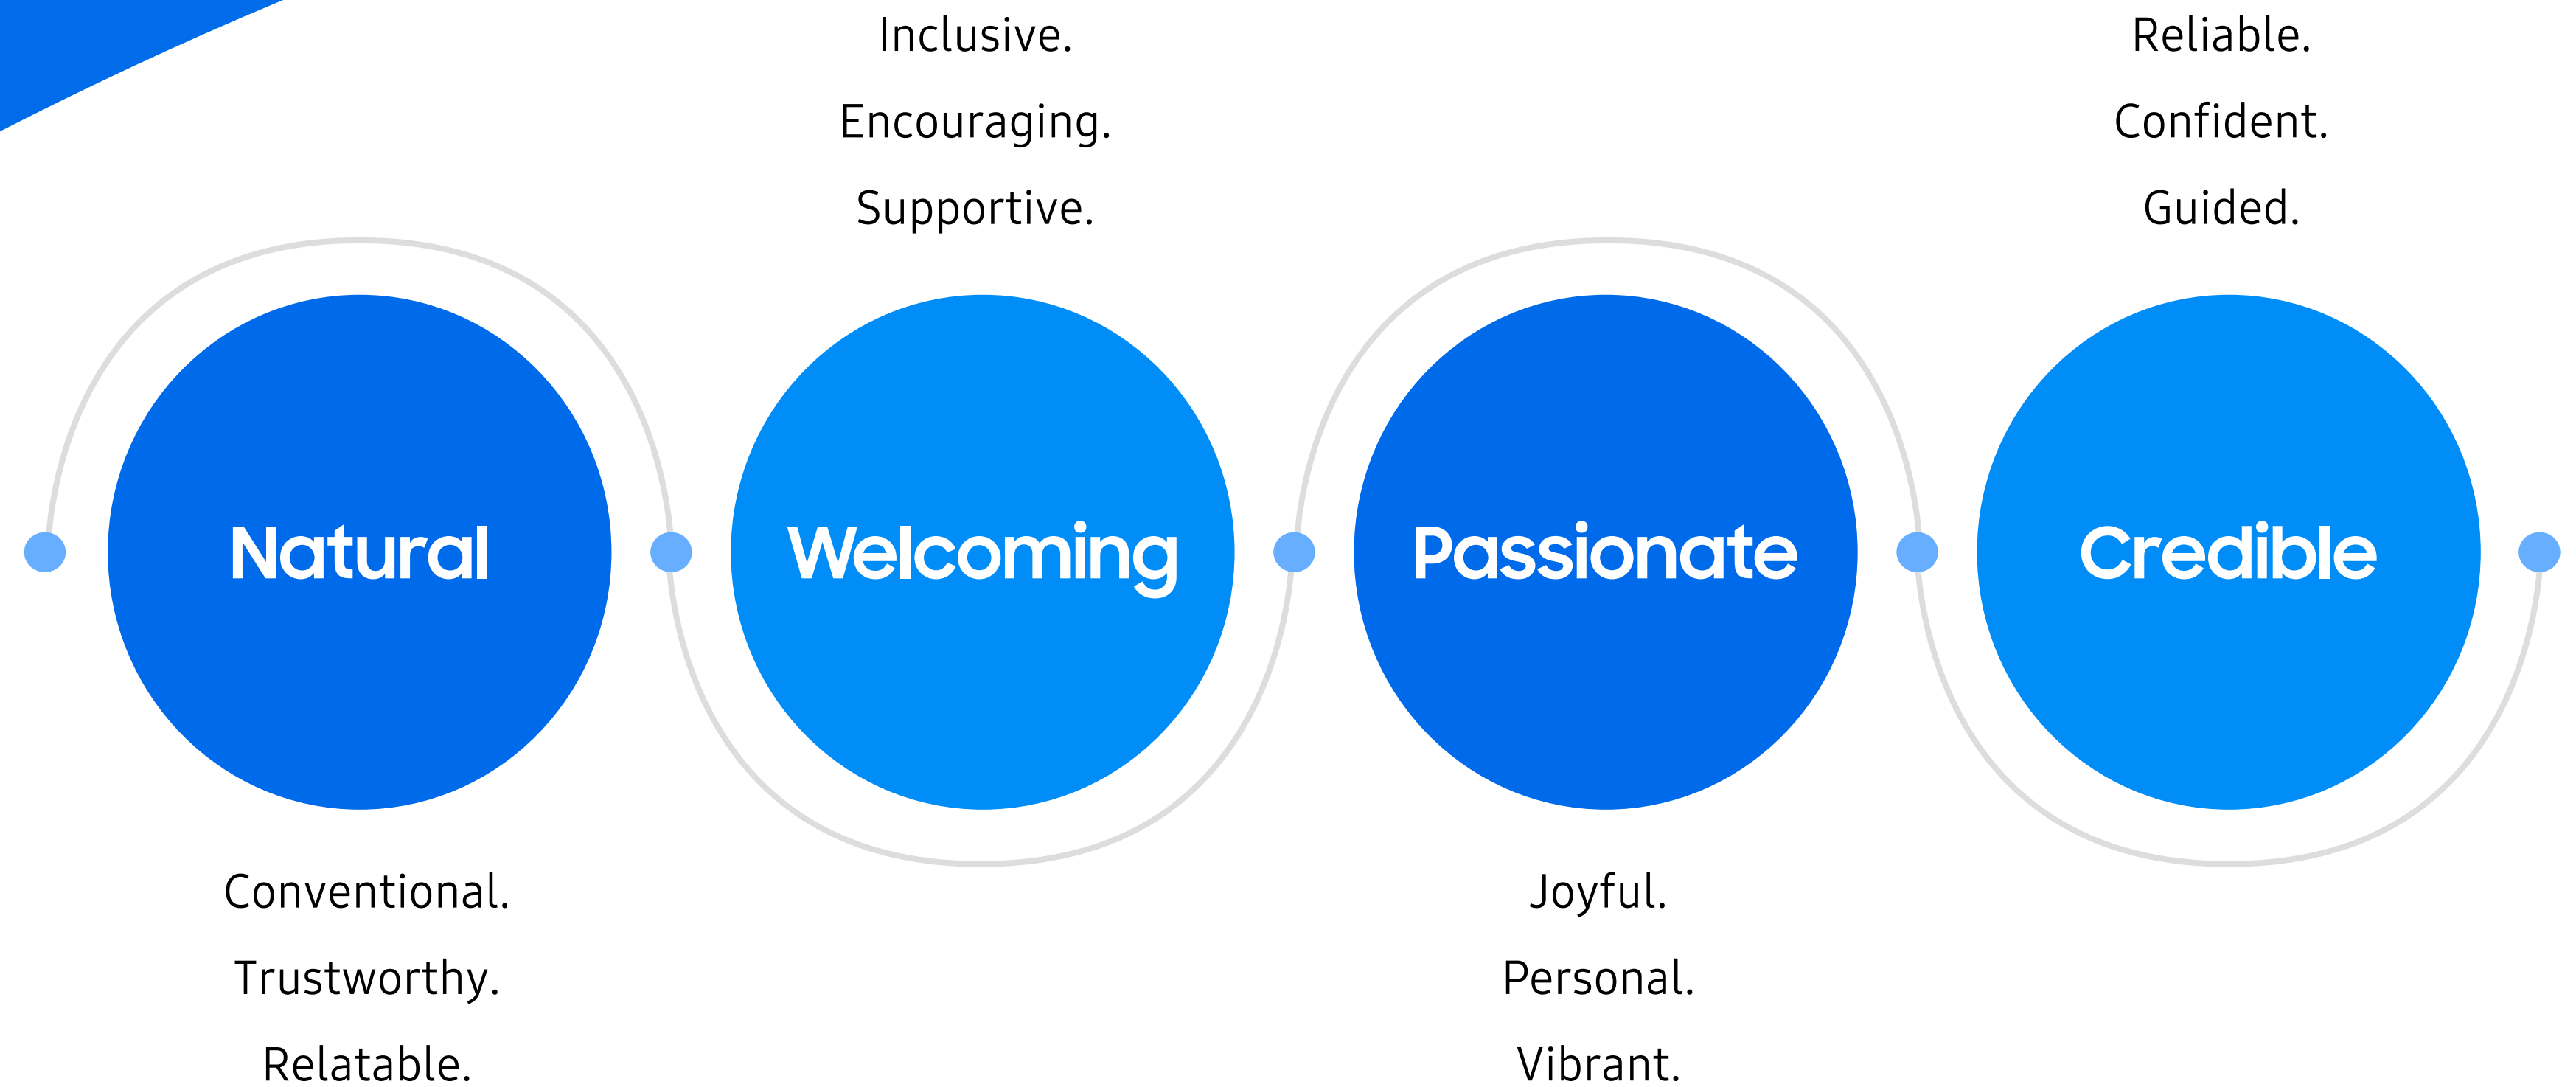 Inclusive.
Encouraging.
Supportive.
Reliable.
Confident.
Guided.
Natural
Welcoming
Passionate
Credible
Conventional.
Trustworthy.
Relatable.
Joyful.
Personal.
Vibrant.